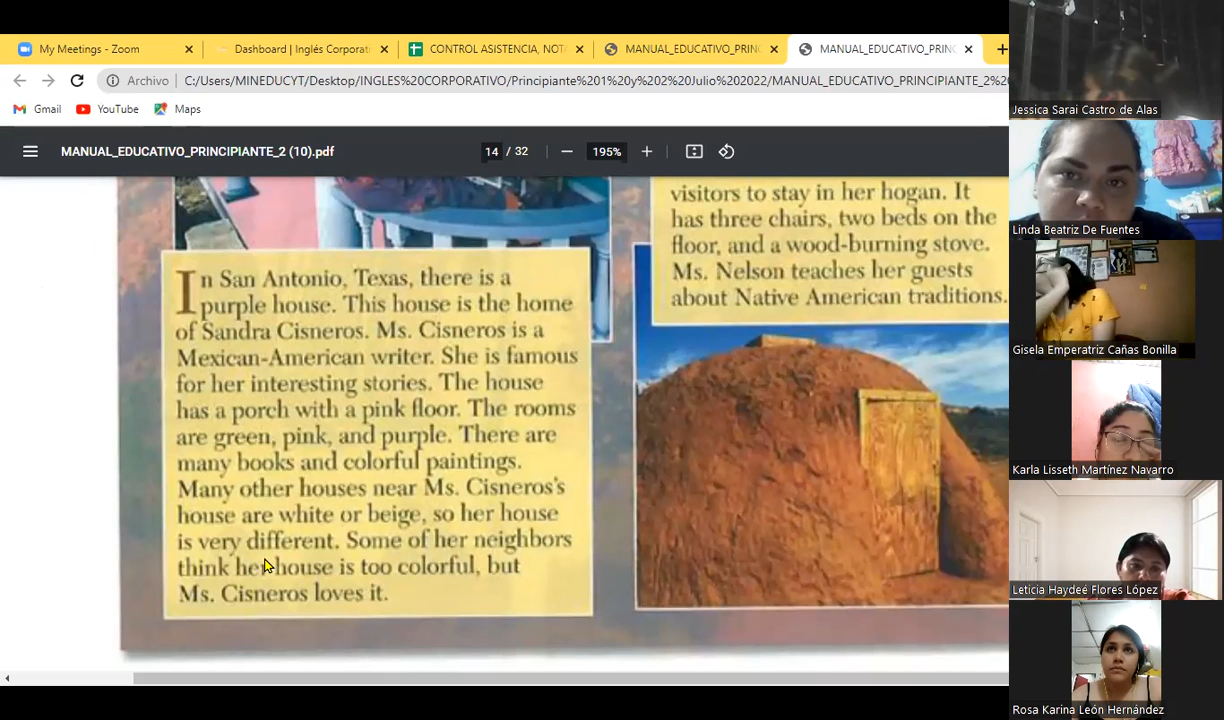 My Meetings - Zoom
Dashboard | Inglés Corporat
CONTROL ASISTENCIA, NOT
MANUAL_EDUCATIVO_PRIN
MANUAL_EDUCATIVO_PRIN
Archivo
C:/Users/MINEDUCYT/Desktop/INGLES%20CORPORATIVO/Principiante%201%20y%202%20Julio%202022/MANUAL_EDUCATIVO_PRINCIPIANTE_2%
Gmail
YouTube
Maps
MANUAL_EDUCATIVO_PRINCIPIANTE_2 (10).pdf
14 / 32
195%
In San Antonio, Texas, there is a
purple house. This house is the home
of Sandra Cisneros. Ms. Cisneros is a
Mexican-American writer. She is famous
for her interesting stories. The house
has a porch with a pink floor. The rooms
are green, pink, and purple. There are
many books and colorful paintings.
Many other houses near Ms. Cisneros's
house are white or beige, so her house
is very different. Some of her neighbors
think her house is too colorful, but
Ms. Cisneros loves it.
visitors to stay in her hogan. It
has three chairs, two beds on the
floor, and a wood-burning stove.
Ms. Nelson teaches her guests
about Native American traditions.
Jessica Sarai Castro de Alas
Linda Beatriz De Fuentes
Gisela Emperatriz Cañas Bonilla
Karla Lisseth Martínez Navarro
Leticia Haydeé Flores López
Rosa Karina León Hernández